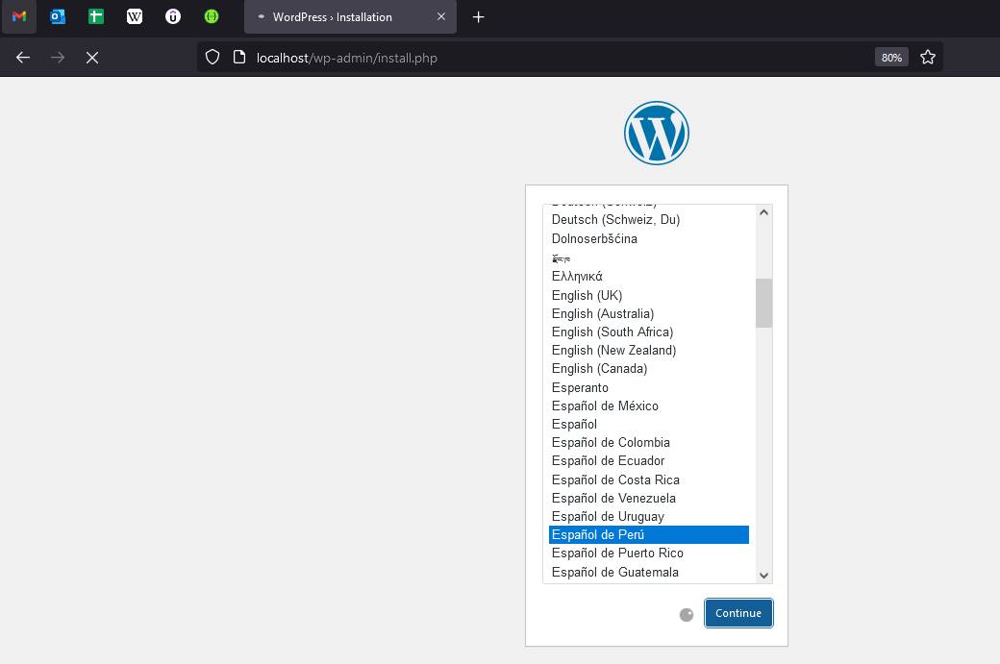 WordPress › Installation
localhost/wp-admin/install.php
80%
Deutsch (Schweiz)
Deutsch (Schweiz, Du)
Dolnoserbšćina
རྫོང་ཁ
Ελληνικά
English (UK)
English (Australia)
English (South Africa)
English (New Zealand)
English (Canada)
Esperanto
Español de México
Español
Español de Colombia
Español de Ecuador
Español de Costa Rica
Español de Venezuela
Español de Uruguay
Español de Perú
Español de Puerto Rico
Español de Guatemala
Continue